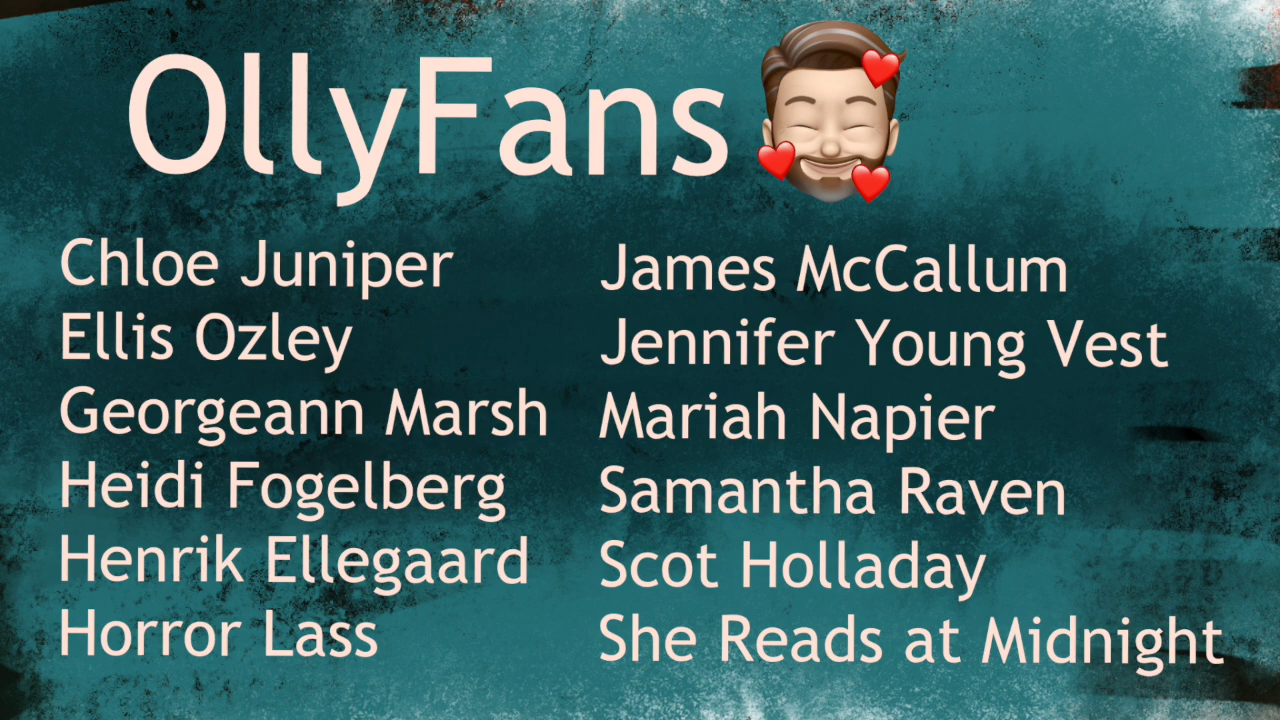 OllyFans
Chloe Juniper
Ellis Ozley
Georgeann Marsh
Heidi Fogelberg
Henrik Ellegaard
Horror Lass
James McCallum
Jennifer Young Vest
Mariah Napier
Samantha Raven
Scot Holladay
She Reads at Midnight